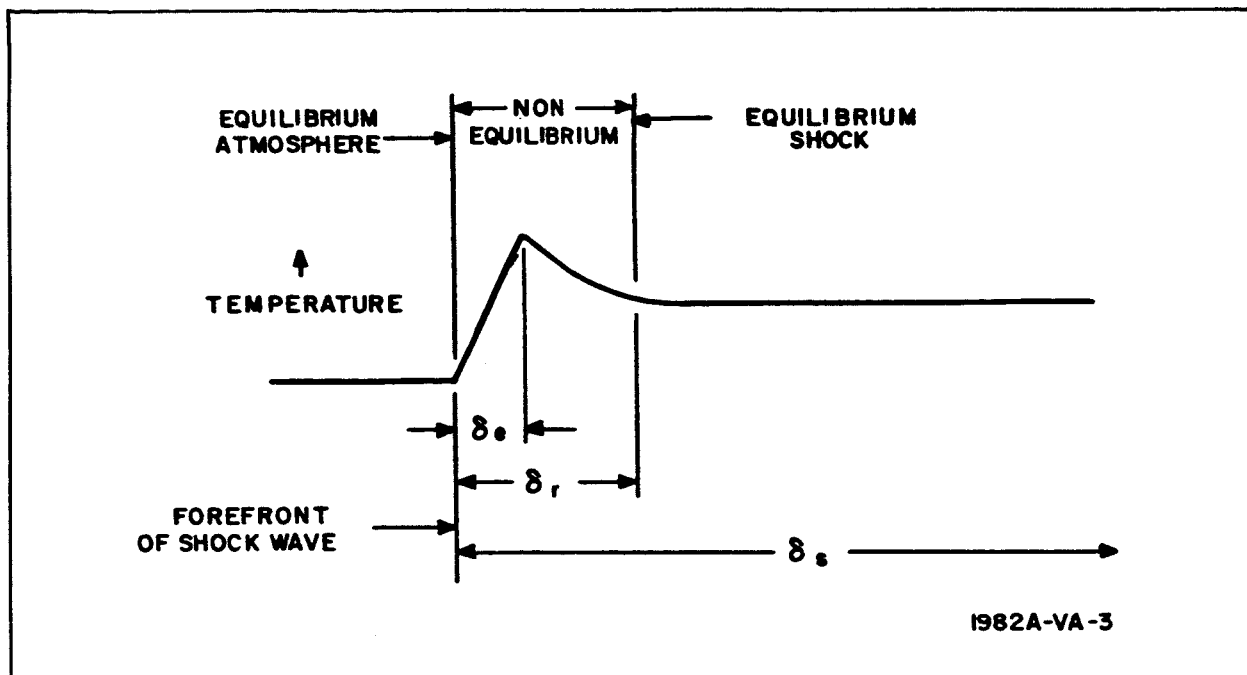 EQUILIBRIUM
ATMOSPHERE
NON
EQUILIBRIUM
EQUILIBRIUM
SHOCK
TEMPERATURE
δe
δr
FOREFRONT
OF SHOCK WAVE
δs
1982A-VA-3